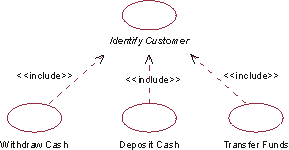 Identify Customer
<<include>>
<<include>>
<<include>>
Withdraw Cash
Deposit Cash
Transfer Funds